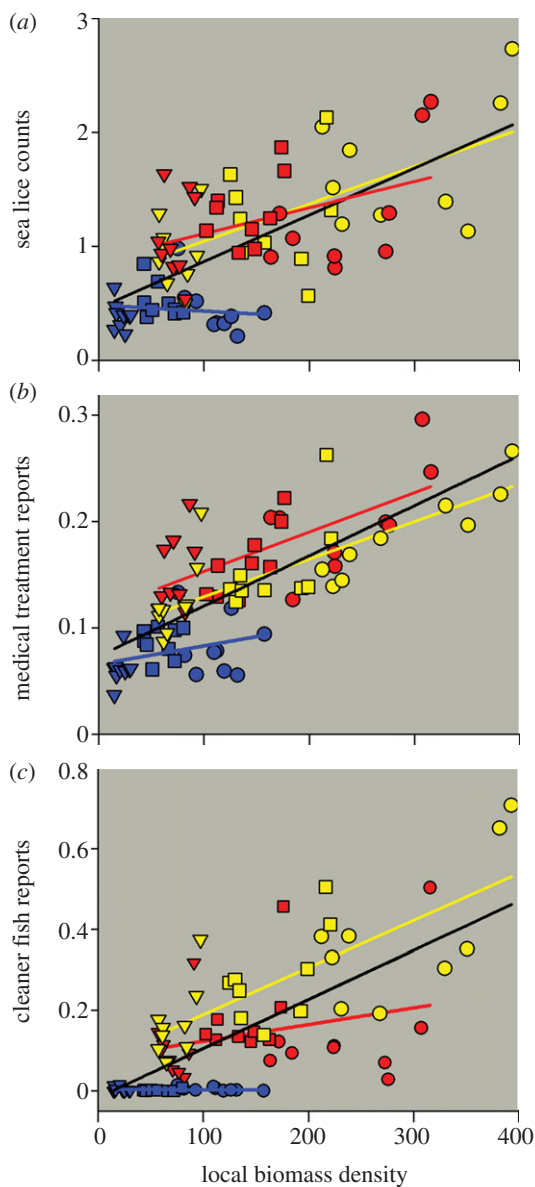 (a)
3
2
1
0
sea lice counts
(b)
0.3
0.2
0.1
0
medical treatment reports
(c)
0.8
0.6
0.4
0.2
0
cleaner fish reports
0 100 200 300 400
local biomass density